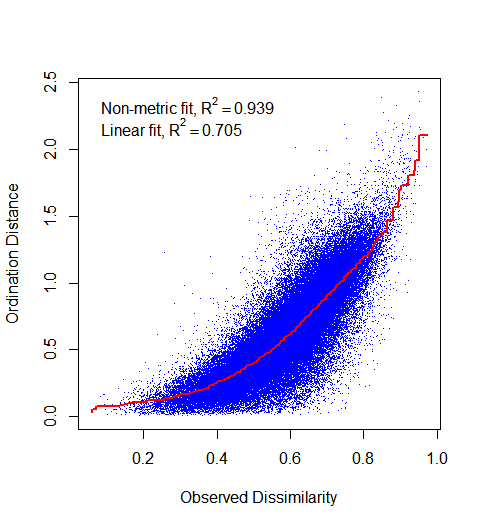 Non-metric fit, R² = 0.939
Linear fit, R² = 0.705
2.5
2.0
1.5
1.0
0.5
0.0
Ordination Distance
0.2 0.4 0.6 0.8 1.0
Observed Dissimilarity